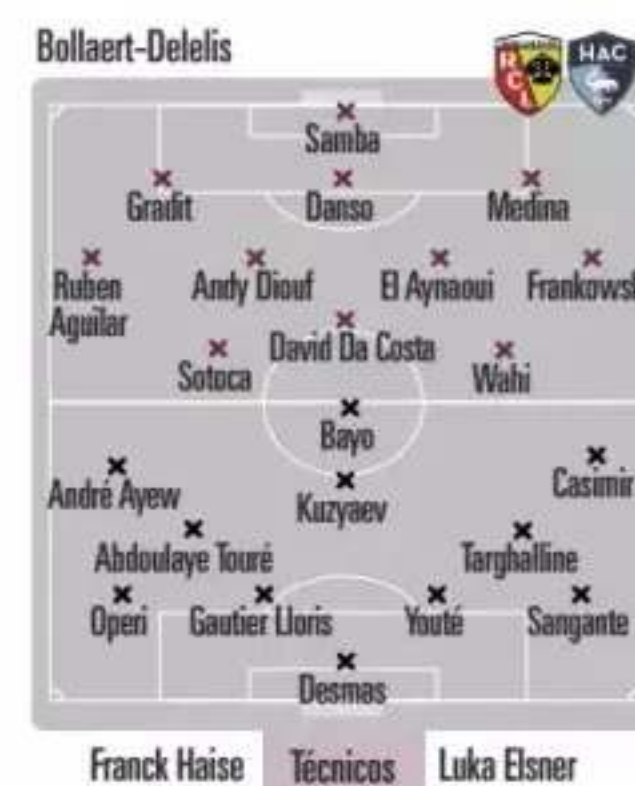 Bollaert-Delelis
RCL
HAC
Samba
Gradit Danso Medina
Ruben Aguilar Andy Diouf El Aynaoui Frankows
David Da Costa
Sotoca Wahi
Bayo
André Ayew Kuzyaev Casimir
Abdoulaye Touré Targhalline
Operi Gautier Lloris Youté Sangante
Desmas
Franck Haise Técnicos Luka Elsner